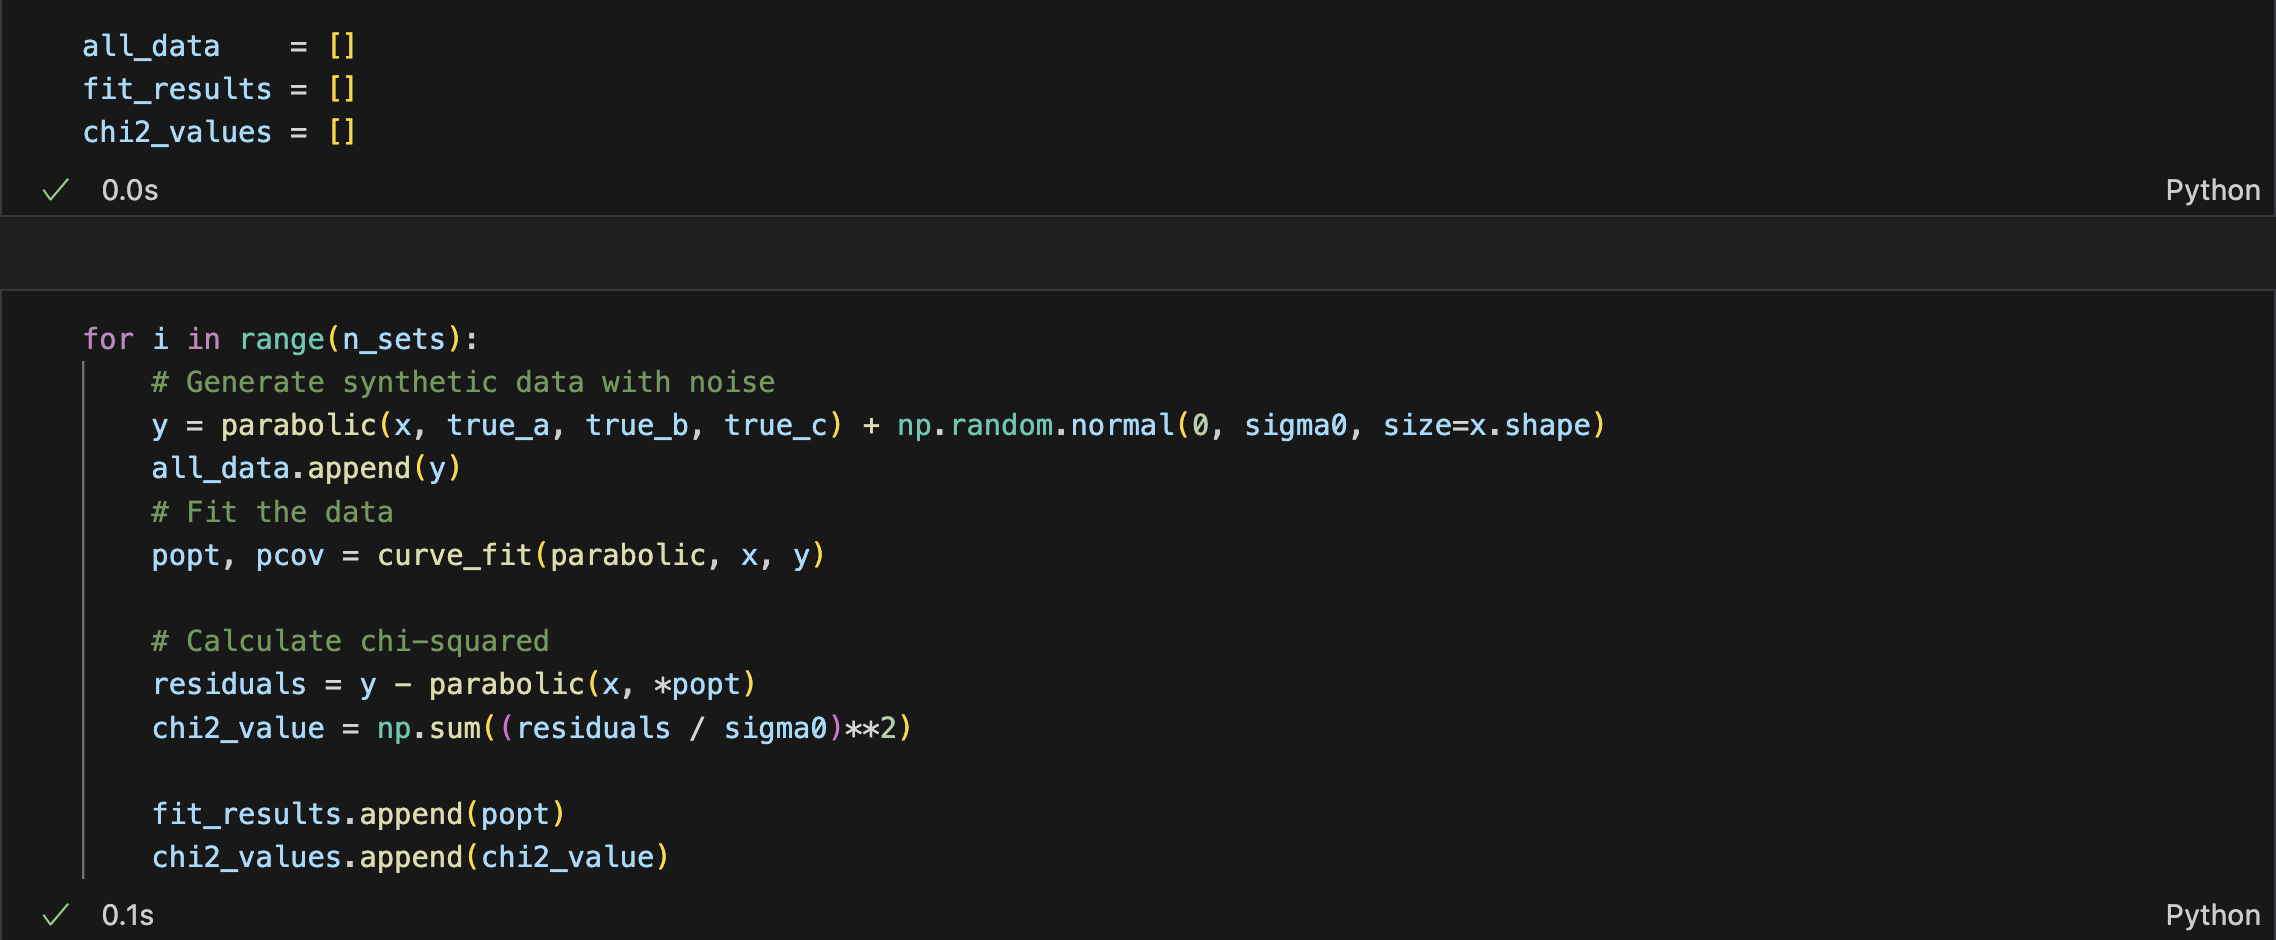 all_data    = []
fit_results = []
chi2_values = []
0.0s
Python
for i in range(n_sets):
    # Generate synthetic data with noise
    y = parabolic(x, true_a, true_b, true_c) + np.random.normal(0, sigma0, size=x.shape)
    all_data.append(y)
    # Fit the data
    popt, pcov = curve_fit(parabolic, x, y)
    # Calculate chi-squared
    residuals = y - parabolic(x, *popt)
    chi2_value = np.sum((residuals / sigma0)**2)
    fit_results.append(popt)
    chi2_values.append(chi2_value)
0.1s
Python